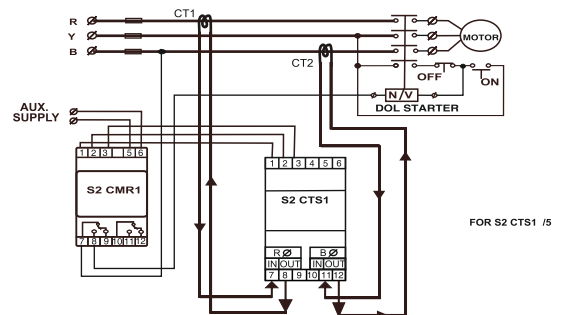 CT1
R
Y
B
MOTOR
CT2
OFF
ON
AUX.
SUPPLY
N/V
DOL STARTER
1 2 3 5 6
1 2 3 4 5 6
S2 CMR1
S2 CTS1
FOR S2 CTS1 /5
7 8 9 10 11 12
R Ø B Ø
IN OUT IN OUT
7 8 9 10 11 12